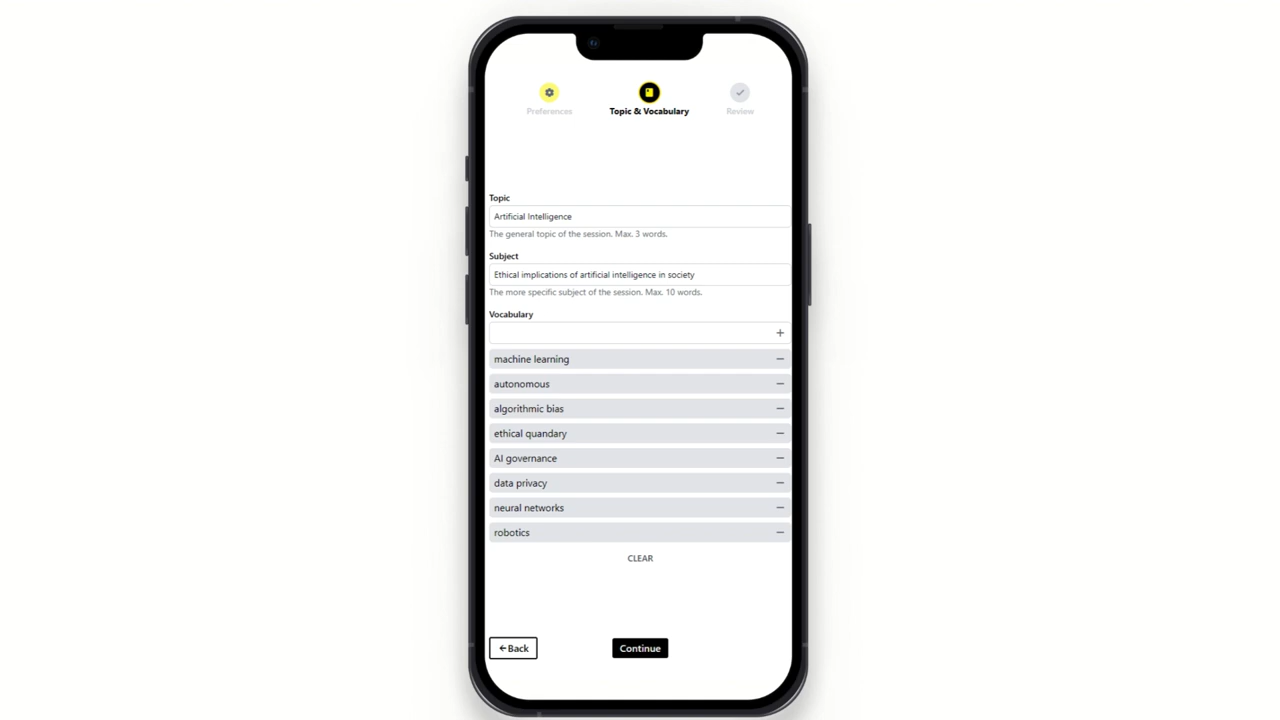 Preferences
Topic & Vocabulary
Review
Topic
Artificial Intelligence
The general topic of the session. Max. 3 words.
Subject
Ethical implications of artificial intelligence in society
The more specific subject of the session. Max. 10 words.
Vocabulary
machine learning
autonomous
algorithmic bias
ethical quandary
AI governance
data privacy
neural networks
robotics
CLEAR
← Back
Continue